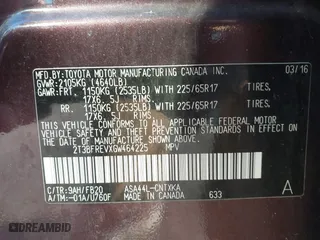 MFD. BY: TOYOTA MOTOR MANUFACTURING CANADA INC.
GVWR: 2105KG (4640LB) 03/16
GAWR: FRT. 1150KG (2535LB) WITH 225/65R17 TIRES.
17X6. 5J RIMS.
RR. 1150KG (2535LB) WITH 225/65R17 TIRES.
17X6. 5J RIMS.
THIS VEHICLE CONFORMS TO ALL APPLICABLE FEDERAL MOTOR
VEHICLE SAFETY AND THEFT PREVENTION STANDARDS IN EFFECT
ON THE DATE OF MANUFACTURE SHOWN ABOVE.
2T3BFREVXGW464225 MPV
C/TR: 9AH/FB20 ASA44L-CNTXKA A
A/TM: -01A/U760F MADE IN CANADA 633